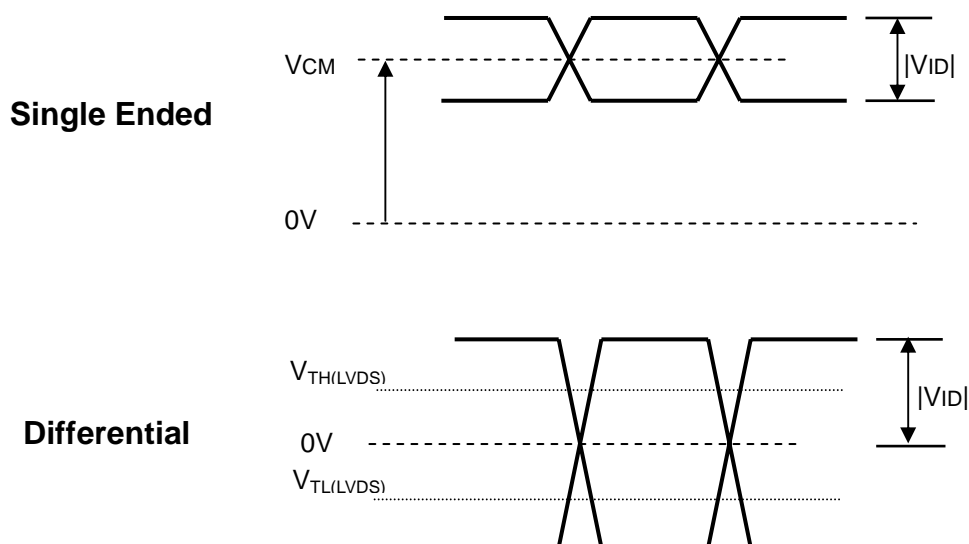 VCM
|VID|
Single Ended
0V
VTH(LVDS)
|VID|
Differential
0V
VTL(LVDS)